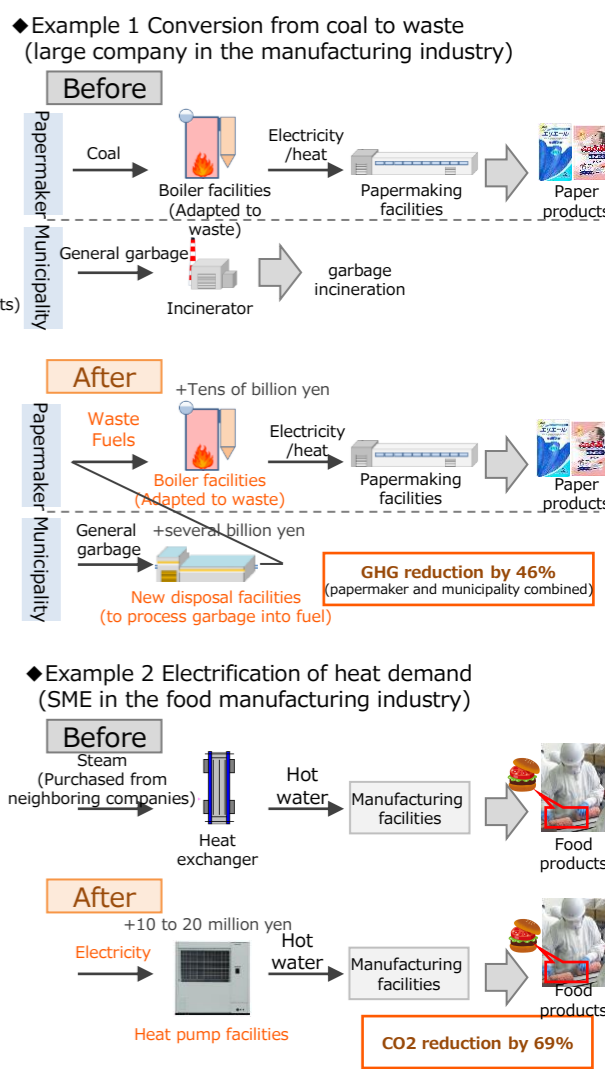 ◆Example 1 Conversion from coal to waste
(large company in the manufacturing industry)
Before
Papermaker
Coal
Boiler facilities
(Adapted to
waste)
Electricity
/heat
Papermaking
facilities
Paper
products
Municipality
General garbage
Incinerator
garbage
incineration
ts)
After
Papermaker
Waste
Fuels
+Tens of billion yen
Boiler facilities
(Adapted to waste)
Electricity
/heat
Papermaking
facilities
Paper
products
Municipality
General
garbage
+several billion yen
New disposal facilities
(to process garbage into fuel)
GHG reduction by 46%
(papermaker and municipality combined)
◆Example 2 Electrification of heat demand
(SME in the food manufacturing industry)
Before
Steam
(Purchased from
neighboring companies)
Heat
exchanger
Hot
water
Manufacturing
facilities
Food
products
After
+10 to 20 million yen
Electricity
Heat pump facilities
Hot
water
Manufacturing
facilities
Food
products
CO2 reduction by 69%